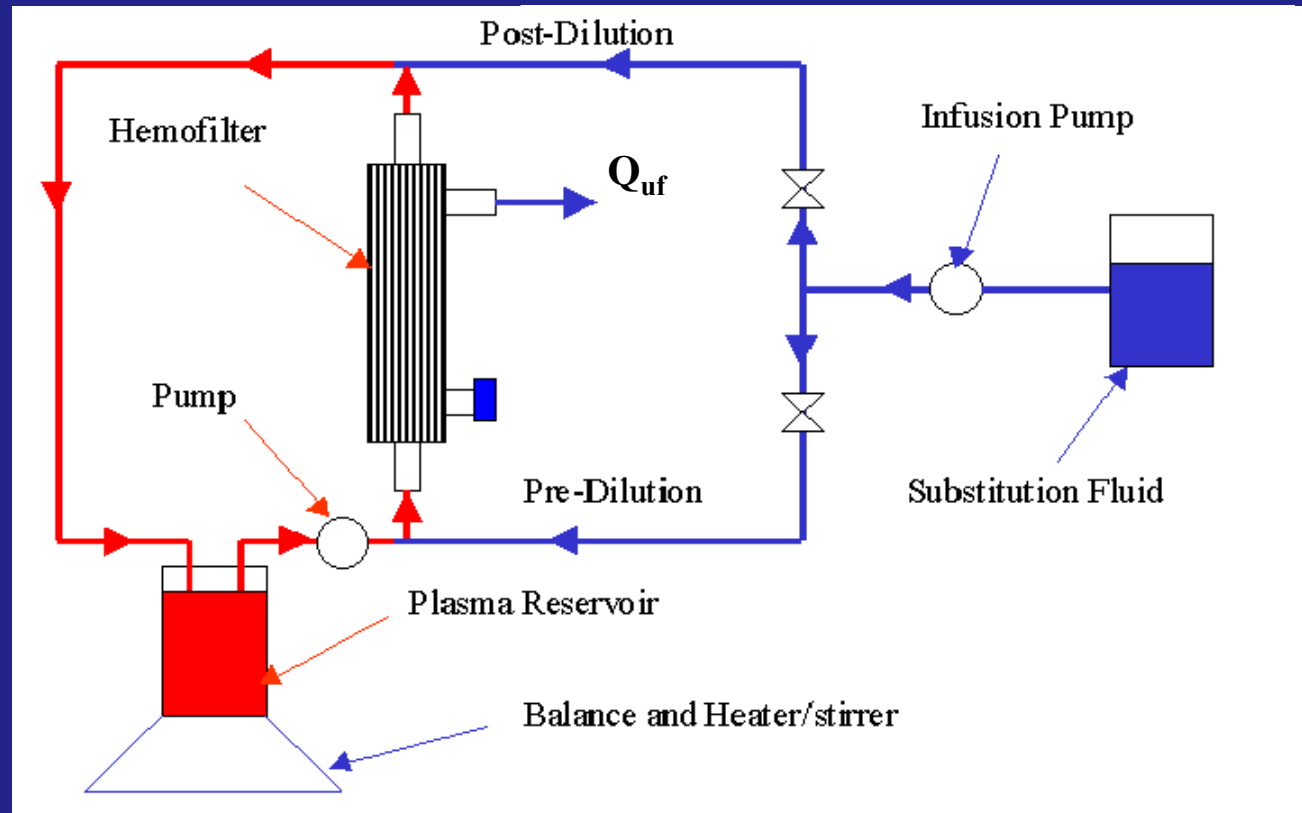 Post-Dilution
Infusion Pump
Hemofilter
Quf
Pump
Pre-Dilution
Substitution Fluid
Plasma Reservoir
Balance and Heater/stirrer